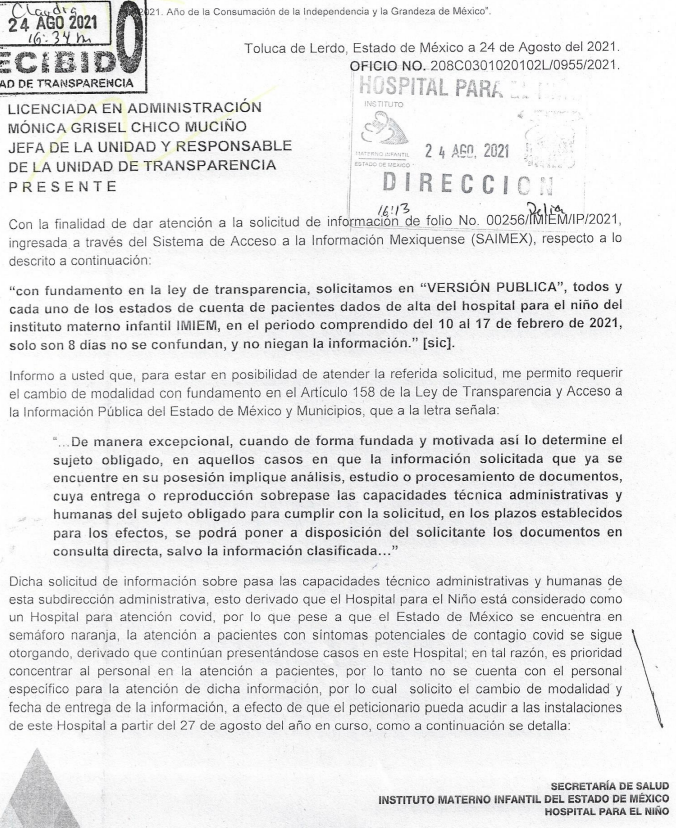 Claudia
2021. Año de la Consumación de la Independencia y la Grandeza de México".
24 AGO 2021
16:34 m
RECIBIDO
AD DE TRANSPARENCIA
Toluca de Lerdo, Estado de México a 24 de Agosto del 2021.
OFICIO NO. 208C0301020102L/0955/2021.
HOSPITAL PARA EL NIÑO
INSTITUTO
MATERNO INFANTIL
ESTADO DE MÉXICO
24 AGO. 2021
DIRECCION
16:13
Delia
LICENCIADA EN ADMINISTRACIÓN
MÓNICA GRISEL CHICO MUCIÑO
JEFA DE LA UNIDAD Y RESPONSABLE
DE LA UNIDAD DE TRANSPARENCIA
P R E S E N T E
Con la finalidad de dar atención a la solicitud de información de folio No. 00256/IMIEM/IP/2021,
ingresada a través del Sistema de Acceso a la Información Mexiquense (SAIMEX), respecto a lo
descrito a continuación:
"con fundamento en la ley de transparencia, solicitamos en "VERSIÓN PUBLICA", todos y
cada uno de los estados de cuenta de pacientes dados de alta del hospital para el niño del
instituto materno infantil IMIEM, en el periodo comprendido del 10 al 17 de febrero de 2021,
solo son 8 días no se confundan, y no niegan la información." [sic].
Informo a usted que, para estar en posibilidad de atender la referida solicitud, me permito requerir
el cambio de modalidad con fundamento en el Artículo 158 de la Ley de Transparencia y Acceso a
la Información Pública del Estado de México y Municipios, que a la letra señala:
"…De manera excepcional, cuando de forma fundada y motivada así lo determine el
sujeto obligado, en aquellos casos en que la información solicitada que ya se
encuentre en su posesión implique análisis, estudio o procesamiento de documentos,
cuya entrega o reproducción sobrepase las capacidades técnica administrativas y
humanas del sujeto obligado para cumplir con la solicitud, en los plazos establecidos
para los efectos, se podrá poner a disposición del solicitante los documentos en
consulta directa, salvo la información clasificada…"
Dicha solicitud de información sobre pasa las capacidades técnico administrativas y humanas de
esta subdirección administrativa, esto derivado que el Hospital para el Niño está considerado como
un Hospital para atención covid, por lo que pese a que el Estado de México se encuentra en
semáforo naranja, la atención a pacientes con síntomas potenciales de contagio covid se sigue
otorgando, derivado que continúan presentándose casos en este Hospital; en tal razón, es prioridad
concentrar al personal en la atención a pacientes, por lo tanto no se cuenta con el personal
específico para la atención de dicha información, por lo cual solicito el cambio de modalidad y
fecha de entrega de la información, a efecto de que el peticionario pueda acudir a las instalaciones
de este Hospital a partir del 27 de agosto del año en curso, como a continuación se detalla:
SECRETARÍA DE SALUD
INSTITUTO MATERNO INFANTIL DEL ESTADO DE MÉXICO
HOSPITAL PARA EL NIÑO